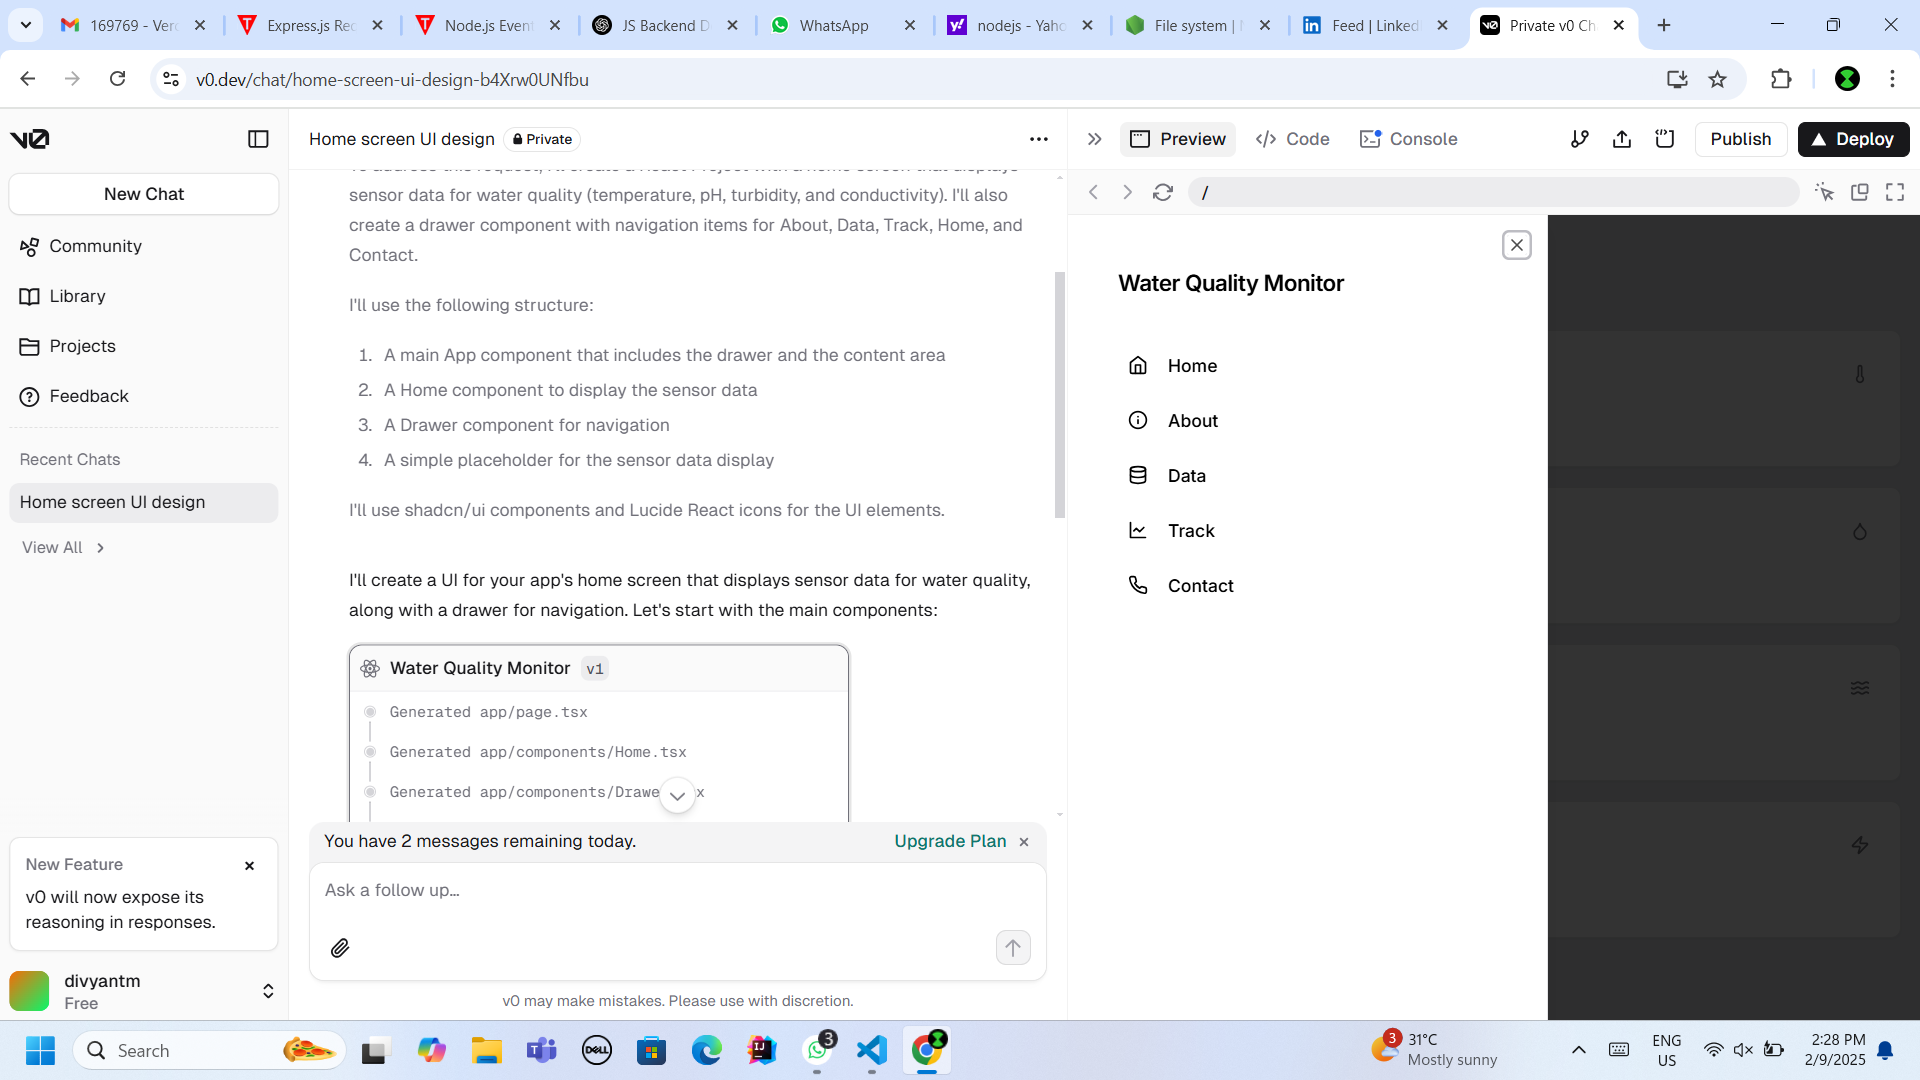 169769 - Verc
Express.js Rec
Node.js Even
JS Backend D
WhatsApp
nodejs - Yaho
File system |
Feed | Linked
Private v0 Ch
v0.dev/chat/home-screen-ui-design-b4Xrw0UNfbu
New Chat
Community
Library
Projects
Feedback
Recent Chats
Home screen UI design
View All
New Feature
v0 will now expose its
reasoning in responses.
divyantm
Free
Home screen UI design
Private
sensor data for water quality (temperature, pH, turbidity, and conductivity). I'll also
create a drawer component with navigation items for About, Data, Track, Home, and
Contact.
I'll use the following structure:
1. A main App component that includes the drawer and the content area
2. A Home component to display the sensor data
3. A Drawer component for navigation
4. A simple placeholder for the sensor data display
I'll use shadcn/ui components and Lucide React icons for the UI elements.
I'll create a UI for your app's home screen that displays sensor data for water quality,
along with a drawer for navigation. Let's start with the main components:
Water Quality Monitor v1
Generated app/page.tsx
Generated app/components/Home.tsx
Generated app/components/Drawe x
You have 2 messages remaining today.
Upgrade Plan
Ask a follow up...
v0 may make mistakes. Please use with discretion.
Preview
Code
Console
Publish
Deploy
/
Water Quality Monitor
Home
About
Data
Track
Contact
Search
DELL
3
3
31°C
Mostly sunny
ENG
US
2:28 PM
2/9/2025